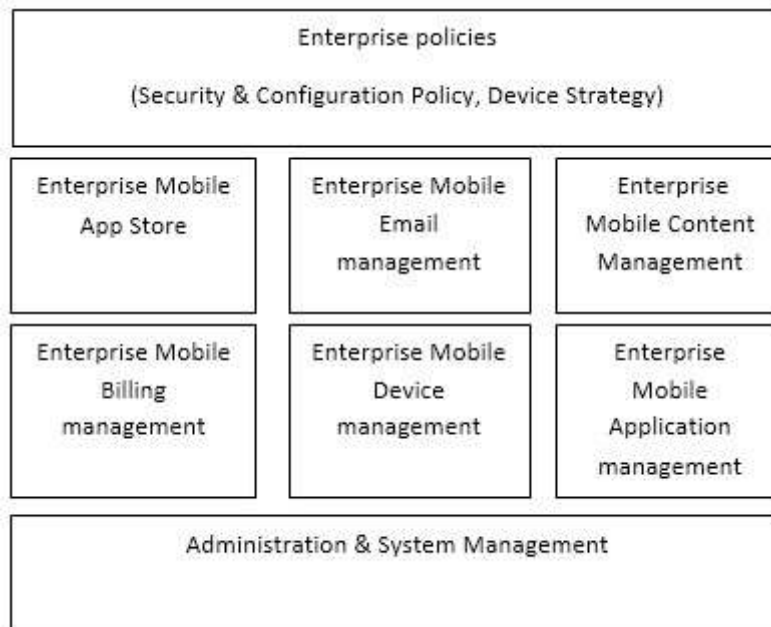 Enterprise policies
(Security & Configuration Policy, Device Strategy)
Enterprise Mobile
App Store
Enterprise Mobile
Email
management
Enterprise
Mobile Content
Management
Enterprise Mobile
Billing
management
Enterprise Mobile
Device
management
Enterprise
Mobile
Application
management
Administration & System Management